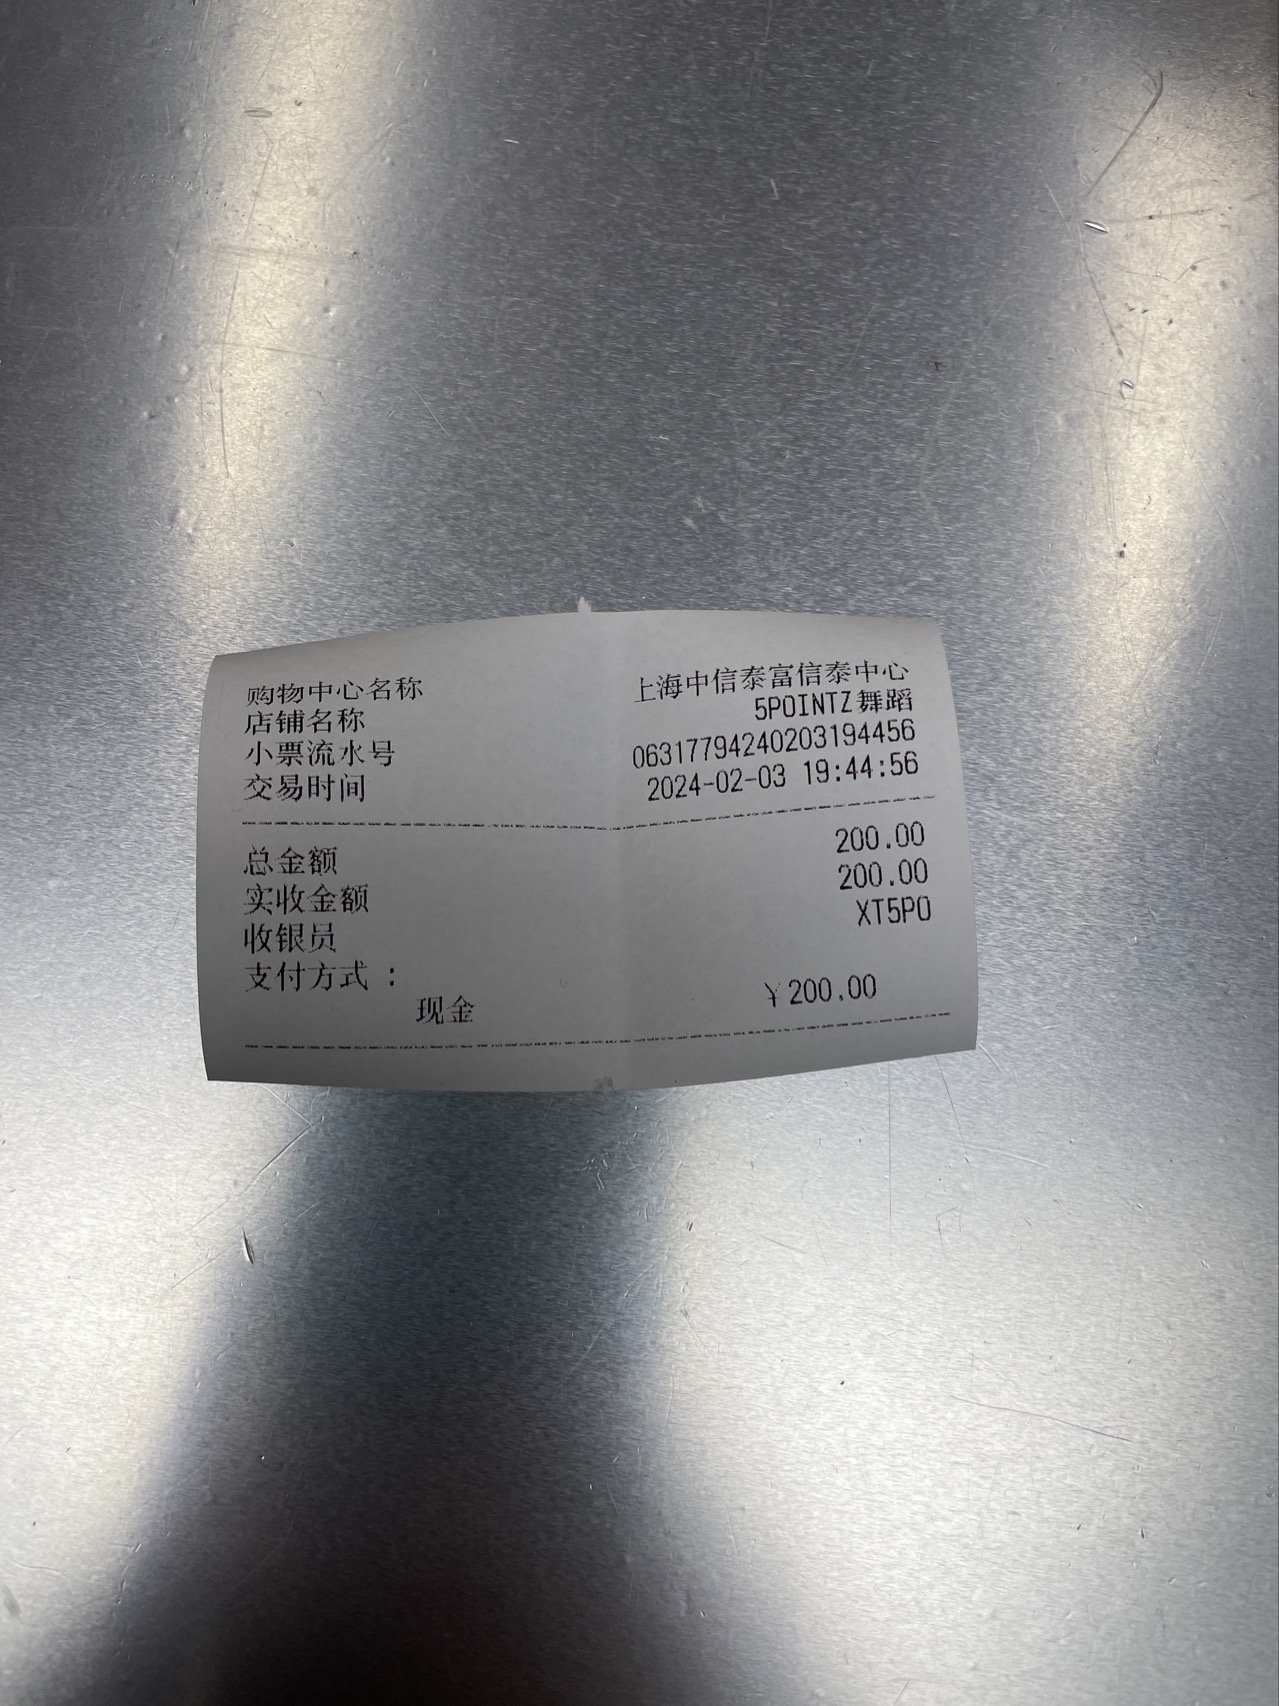 购物中心名称 上海中信泰富信泰中心
店铺名称 5POINTZ舞蹈
小票流水号 06317794240203194456
交易时间 2024-02-03 19:44:56
总金额 200.00
实收金额 200.00
收银员 XT5PO
支付方式 :
现金 ¥200.00